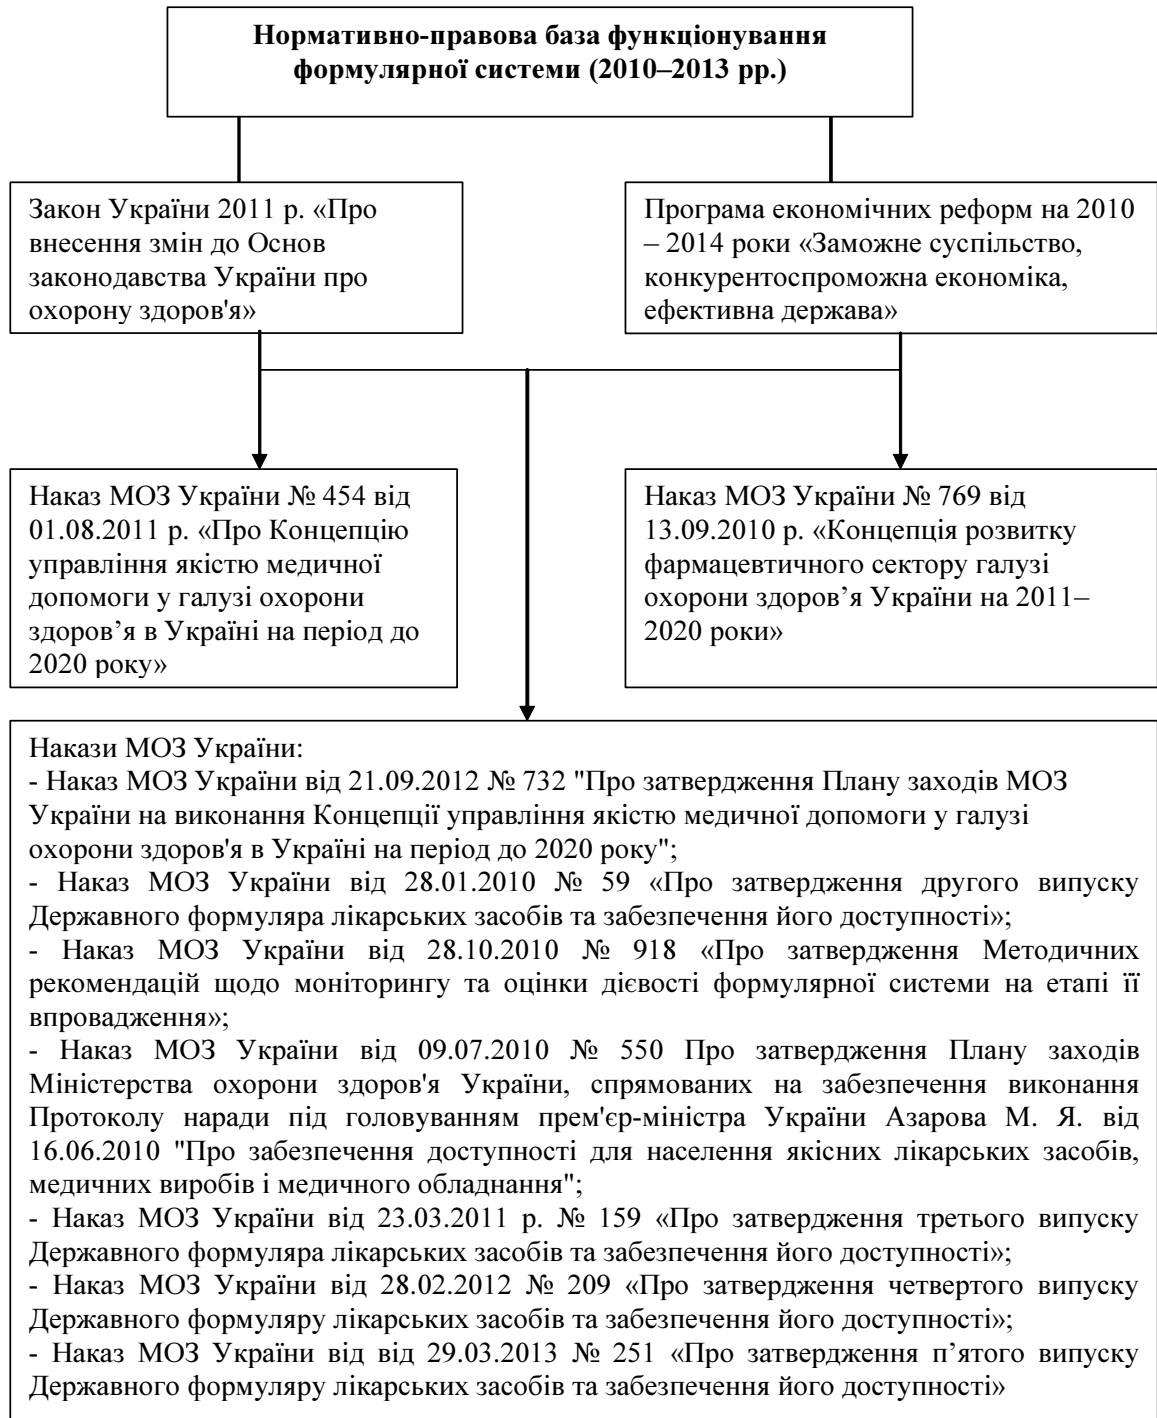 Нормативно-правова база функціонування
формулярної системи (2010–2013 рр.)
Закон України 2011 р. «Про
внесення змін до Основ
законодавства України про
охорону здоров'я»
Програма економічних реформ на 2010
– 2014 роки «Заможне суспільство,
конкурентоспроможна економіка,
ефективна держава»
Наказ МОЗ України № 454 від
01.08.2011 р. «Про Концепцію
управління якістю медичної
допомоги у галузі охорони
здоров’я в Україні на період до
2020 року»
Наказ МОЗ України № 769 від
13.09.2010 р. «Концепція розвитку
фармацевтичного сектору галузі
охорони здоров’я України на 2011–
2020 роки»
Накази МОЗ України:
- Наказ МОЗ України від 21.09.2012 № 732 "Про затвердження Плану заходів МОЗ
України на виконання Концепції управління якістю медичної допомоги у галузі
охорони здоров'я в Україні на період до 2020 року";
- Наказ МОЗ України від 28.01.2010 № 59 «Про затвердження другого випуску
Державного формуляра лікарських засобів та забезпечення його доступності»;
- Наказ МОЗ України від 28.10.2010 № 918 «Про затвердження Методичних
рекомендацій щодо моніторингу та оцінки дієвості формулярної системи на етапі її
впровадження»;
- Наказ МОЗ України від 09.07.2010 № 550 Про затвердження Плану заходів
Міністерства охорони здоров'я України, спрямованих на забезпечення виконання
Протоколу наради під головуванням прем'єр-міністра України Азарова М. Я. від
16.06.2010 "Про забезпечення доступності для населення якісних лікарських засобів,
медичних виробів і медичного обладнання";
- Наказ МОЗ України від 23.03.2011 р. № 159 «Про затвердження третього випуску
Державного формуляра лікарських засобів та забезпечення його доступності»;
- Наказ МОЗ України від 28.02.2012 № 209 «Про затвердження четвертого випуску
Державного формуляру лікарських засобів та забезпечення його доступності»;
- Наказ МОЗ України від від 29.03.2013 № 251 «Про затвердження п’ятого випуску
Державного формуляру лікарських засобів та забезпечення його доступності»